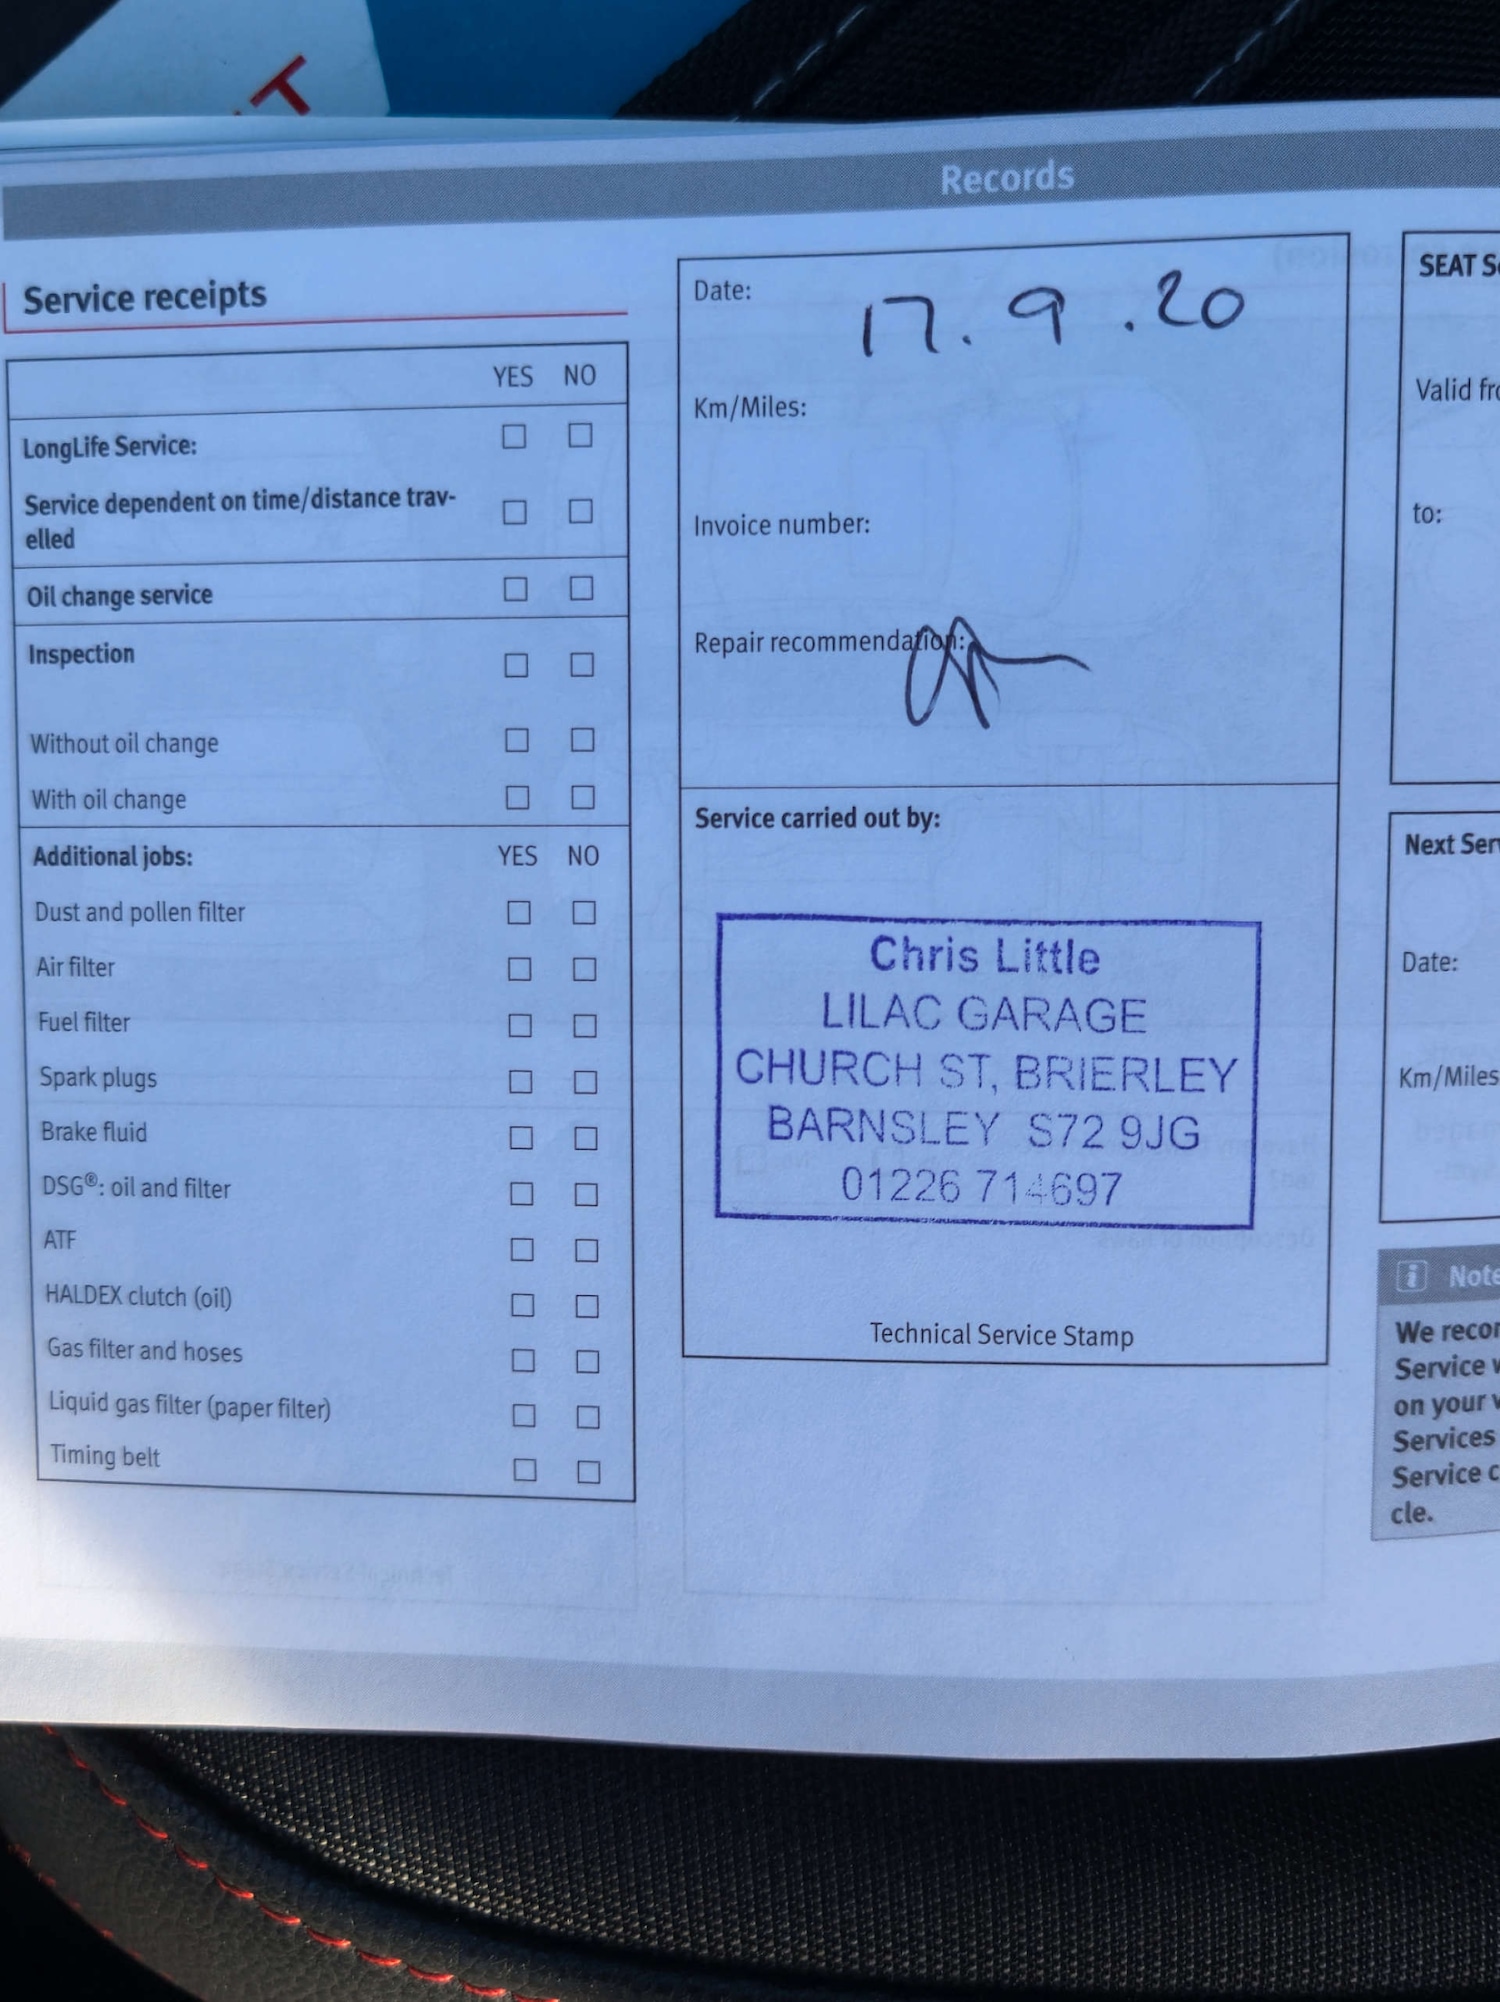 T
Records
Service receipts
YES NO
LongLife Service:
Service dependent on time/distance trav-
elled
Oil change service
Inspection
Without oil change
With oil change
Additional jobs: YES NO
Dust and pollen filter
Air filter
Fuel filter
Spark plugs
Brake fluid
DSG®: oil and filter
ATF
HALDEX clutch (oil)
Gas filter and hoses
Liquid gas filter (paper filter)
Timing belt
Date: 17.9.20
Km/Miles:
Invoice number:
Repair recommendation:
Service carried out by:
Chris Little
LILAC GARAGE
CHURCH ST, BRIERLEY
BARNSLEY S72 9JG
01226 714697
Technical Service Stamp
SEAT
Valid
to:
Next
Date:
Km/Miles
i
We
Service
on your
Services
Service
cle.